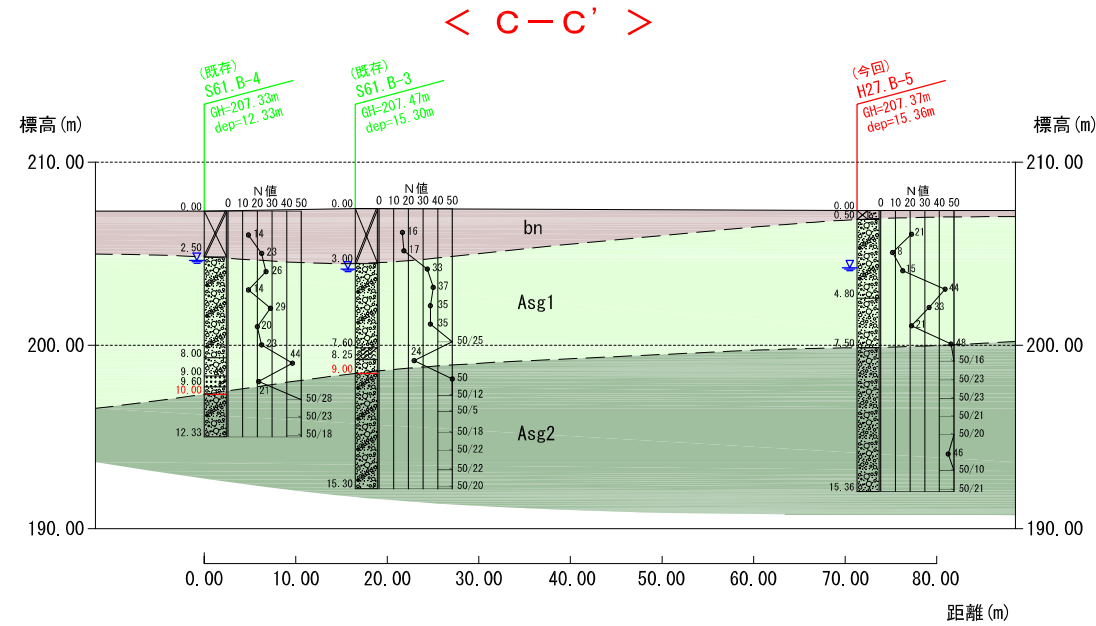 < C-C' >
(既存)
S61.B-4
GH=207.33m
dep=12.33m
(既存)
S61.B-3
GH=207.47m
dep=15.30m
(今回)
H27.B-5
GH=207.37m
dep=15.36m
標高(m)
標高(m)
210.00
210.00
200.00
200.00
190.00
190.00
N値
0 10 20 30 40 50
0.00
2.50
8.00
9.00
9.60
10.00
12.33
14
23
26
14
29
20
23
44
21
50/28
50/23
50/18
N値
0 10 20 30 40 50
0.00
3.00
7.60
8.25
9.00
15.30
16
17
33
37
35
35
50/25
24
50
50/12
50/5
50/18
50/22
50/22
50/20
bn
Asg1
Asg2
N値
0 10 20 30 40 50
0.00
0.50
4.80
7.50
15.36
21
8
15
44
33
21
48
50/16
50/23
50/23
50/21
50/20
46
50/10
50/21
0.00 10.00 20.00 30.00 40.00 50.00 60.00 70.00 80.00
距離(m)